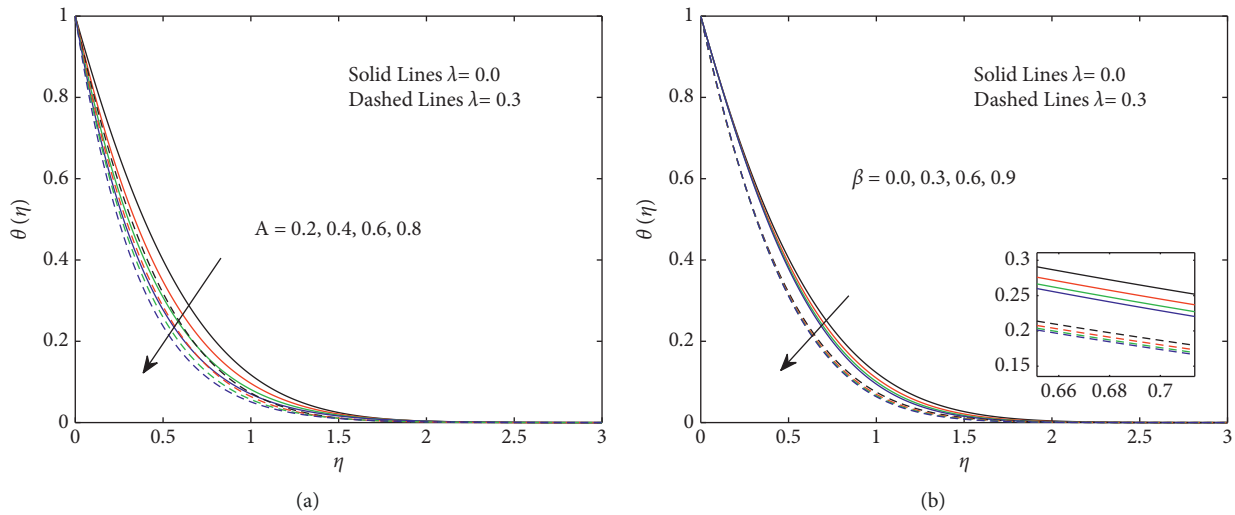 1
0.8
0.6
0.4
0.2
0
θ (η)
Solid Lines λ= 0.0
Dashed Lines λ= 0.3
A = 0.2, 0.4, 0.6, 0.8
0 0.5 1 1.5 2 2.5 3
η
(a)
1
0.8
0.6
0.4
0.2
0
θ (η)
Solid Lines λ= 0.0
Dashed Lines λ= 0.3
β = 0.0, 0.3, 0.6, 0.9
0.3
0.25
0.2
0.15
0.66 0.68 0.7
0 0.5 1 1.5 2 2.5 3
η
(b)